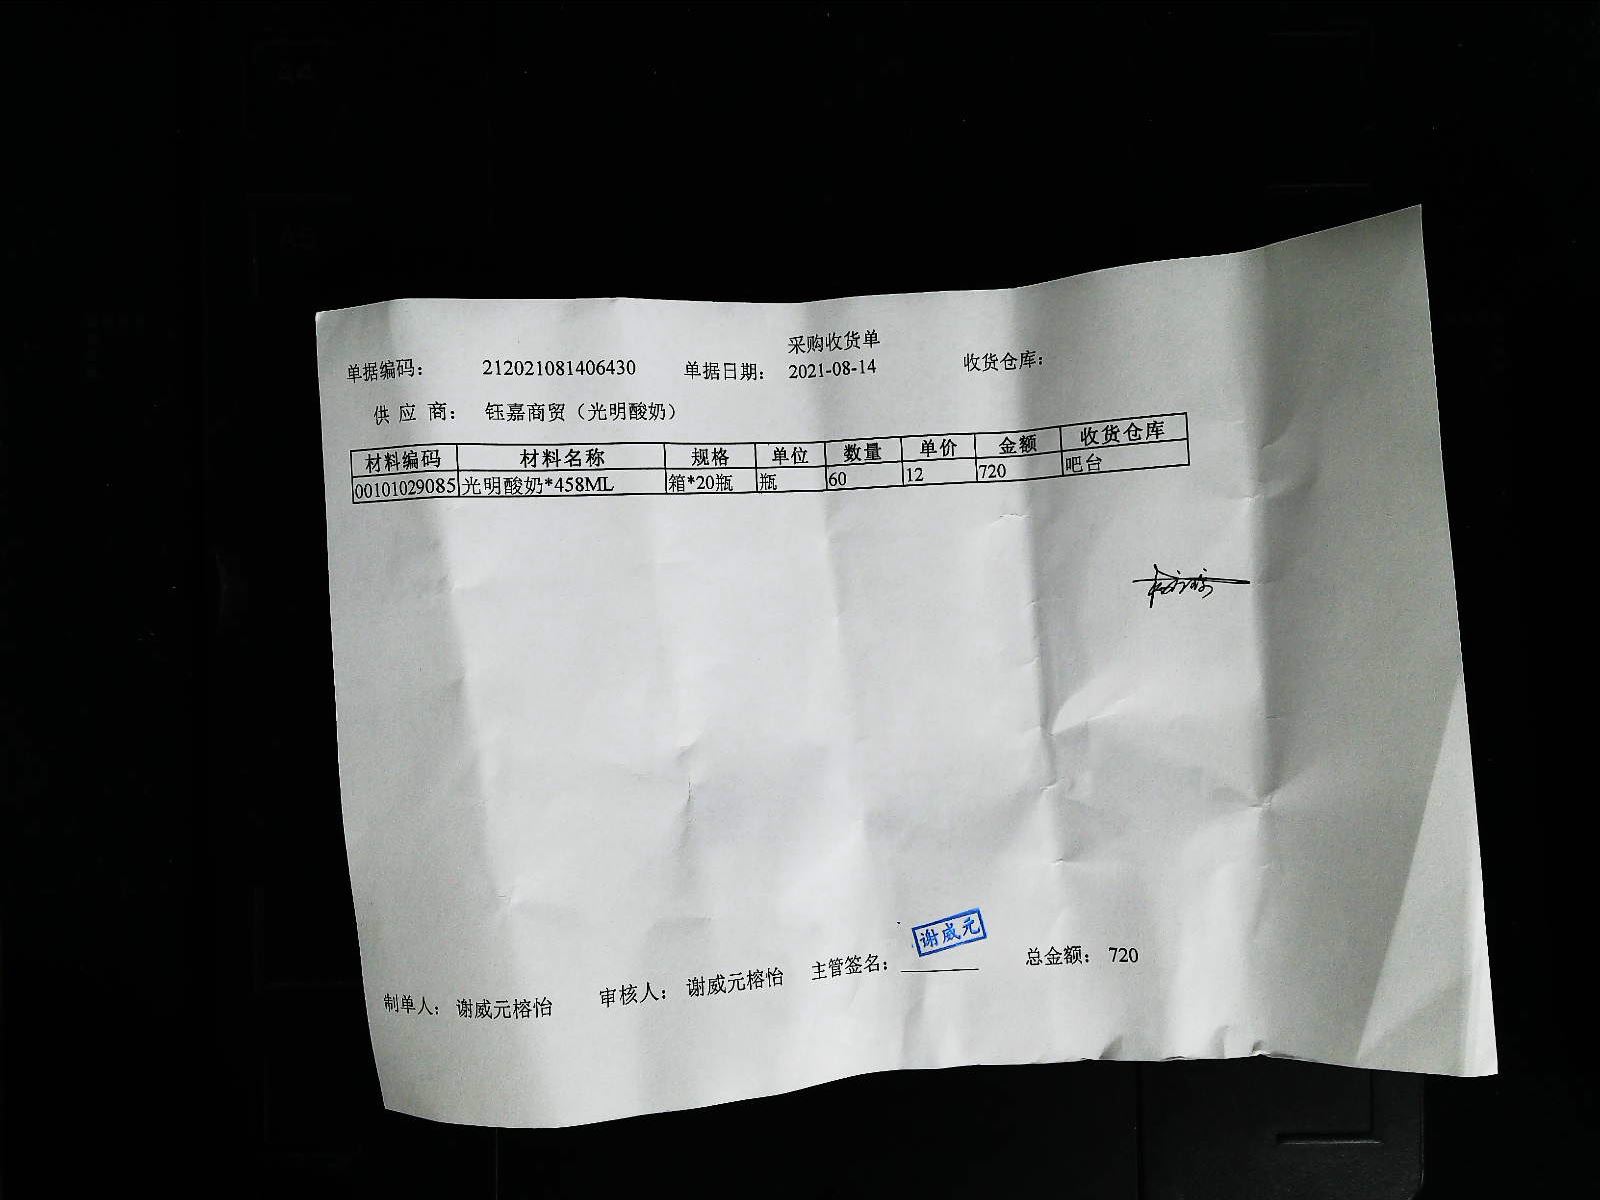 采购收货单
单据编码： 212021081406430 单据日期： 2021-08-14 收货仓库：
供 应 商： 钰嘉商贸（光明酸奶）
材料编码 材料名称 规格 单位 数量 单价 金额 收货仓库
00101029085 光明酸奶*458ML 箱*20瓶 瓶 60 12 720 吧台
谢威元
制单人： 谢威元榕怡 审核人： 谢威元榕怡 主管签名： 总金额： 720